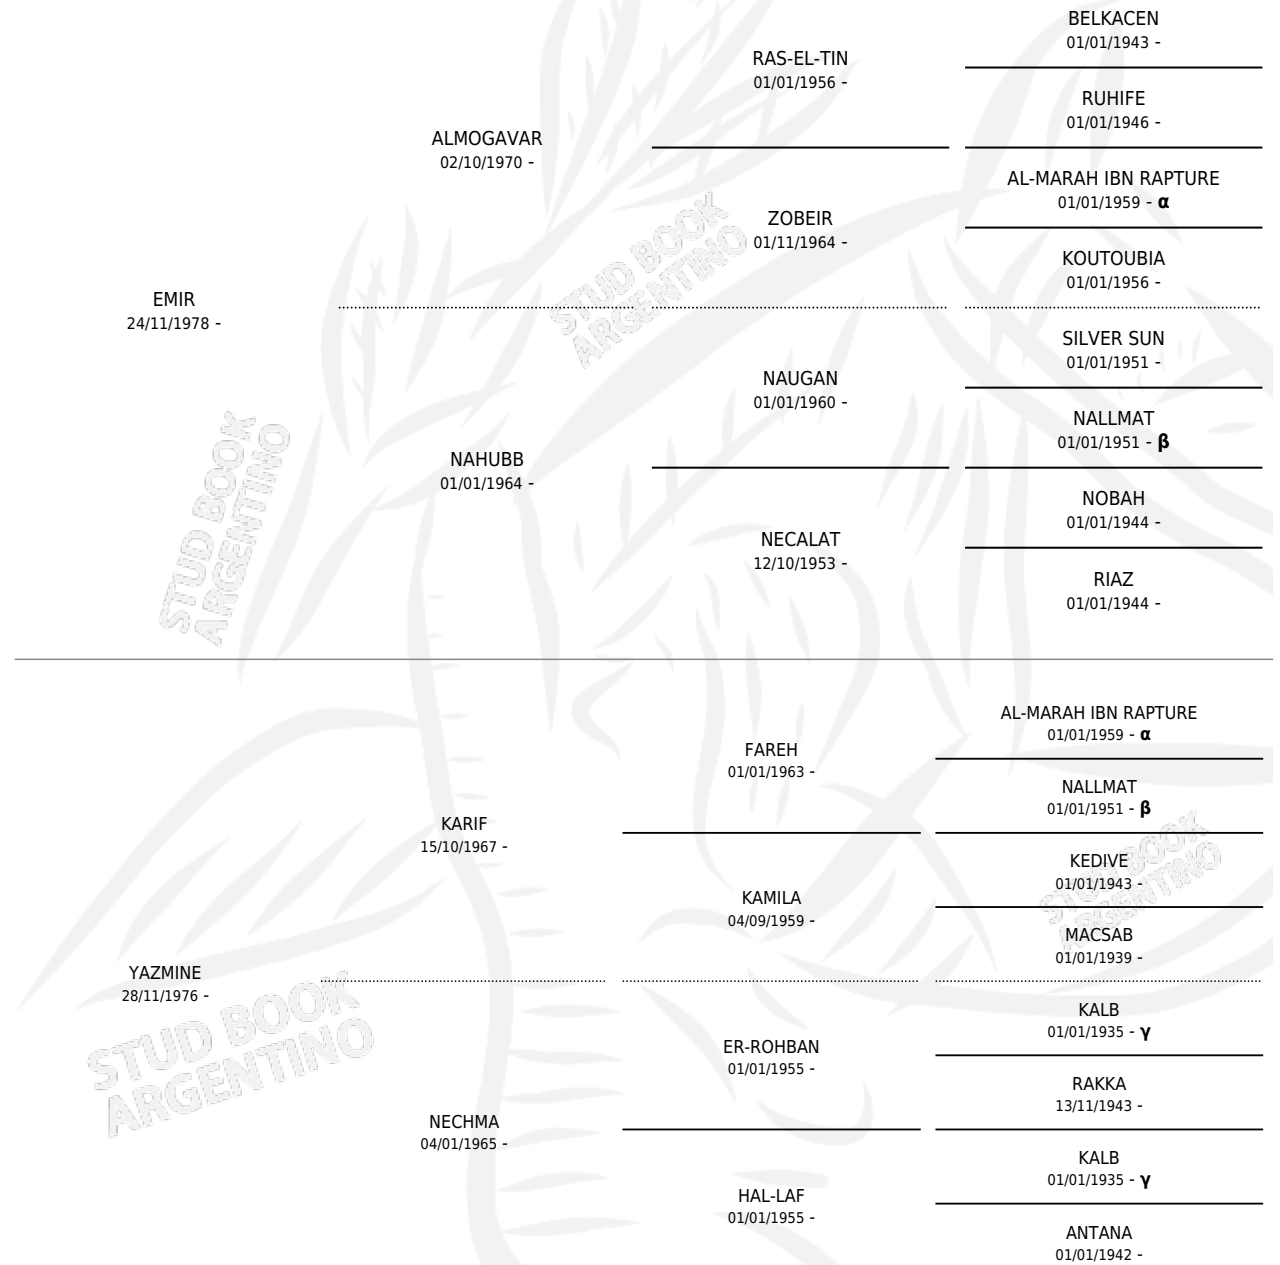 BELKACEN
01/01/1943 -
RAS-EL-TIN
01/01/1956 -
RUHIFE
01/01/1946 -
ALMOGAVAR
02/10/1970 -
AL-MARAH IBN RAPTURE
01/01/1959 - α
ZOBEIR
01/11/1964 -
KOUTOUBIA
01/01/1956 -
EMIR
24/11/1978 -
STUD BOOK
ARGENTINO
SILVER SUN
01/01/1951 -
NAUGAN
01/01/1960 -
NALLMAT
01/01/1951 - β
NAHUBB
01/01/1964 -
STUD BOOK
ARGENTINO
NOBAH
01/01/1944 -
NECALAT
12/10/1953 -
RIAZ
01/01/1944 -
AL-MARAH IBN RAPTURE
01/01/1959 - α
FAREH
01/01/1963 -
NALLMAT
01/01/1951 - β
KARIF
15/10/1967 -
KEDIVE
01/01/1943 -
KAMILA
04/09/1959 -
STUD BOOK
ARGENTINO
MACSAB
01/01/1939 -
YAZMINE
28/11/1976 -
STUD BOOK
ARGENTINO
KALB
01/01/1935 - γ
ER-ROHBAN
01/01/1955 -
RAKKA
13/11/1943 -
NECHMA
04/01/1965 -
KALB
01/01/1935 - γ
HAL-LAF
01/01/1955 -
ANTANA
01/01/1942 -